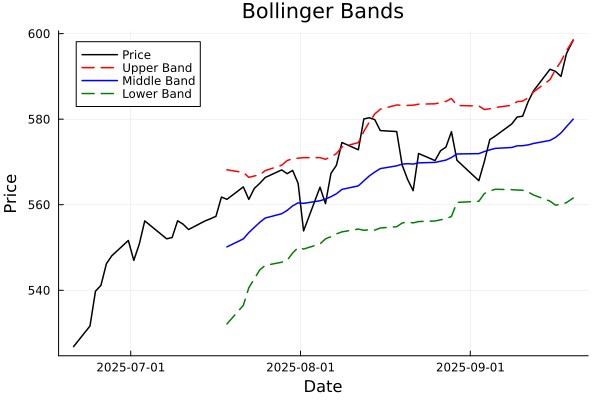 Bollinger Bands
Price
Upper Band
Middle Band
Lower Band
600
580
560
540
Price
2025-07-01
2025-08-01
2025-09-01
Date